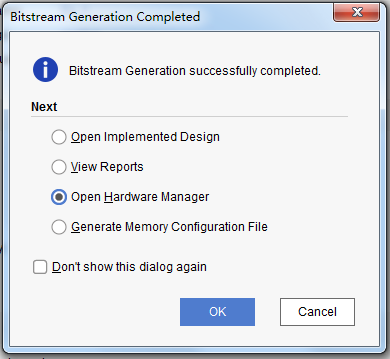 Bitstream Generation Completed
Bitstream Generation successfully completed.
Next
Open Implemented Design
View Reports
Open Hardware Manager
Generate Memory Configuration File
Don't show this dialog again
OK
Cancel